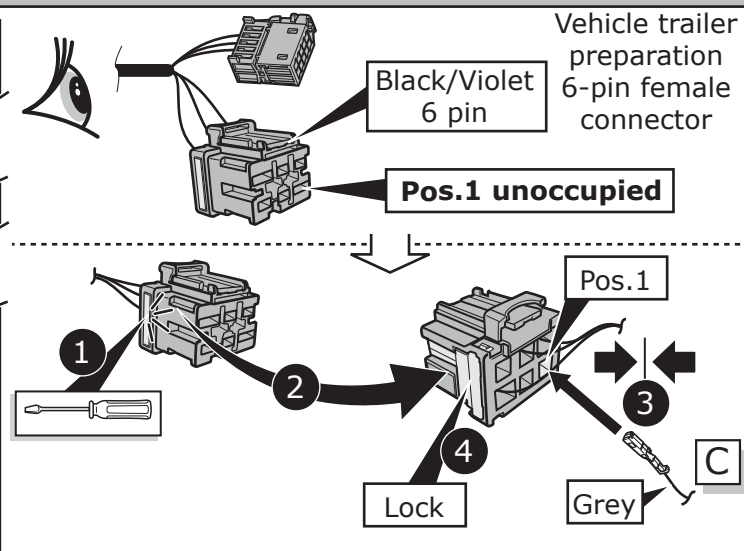 Vehicle trailer
preparation
6-pin female
connector
Black/Violet
6 pin
Pos.1 unoccupied
Pos.1
1
2
3
4
C
Lock
Grey